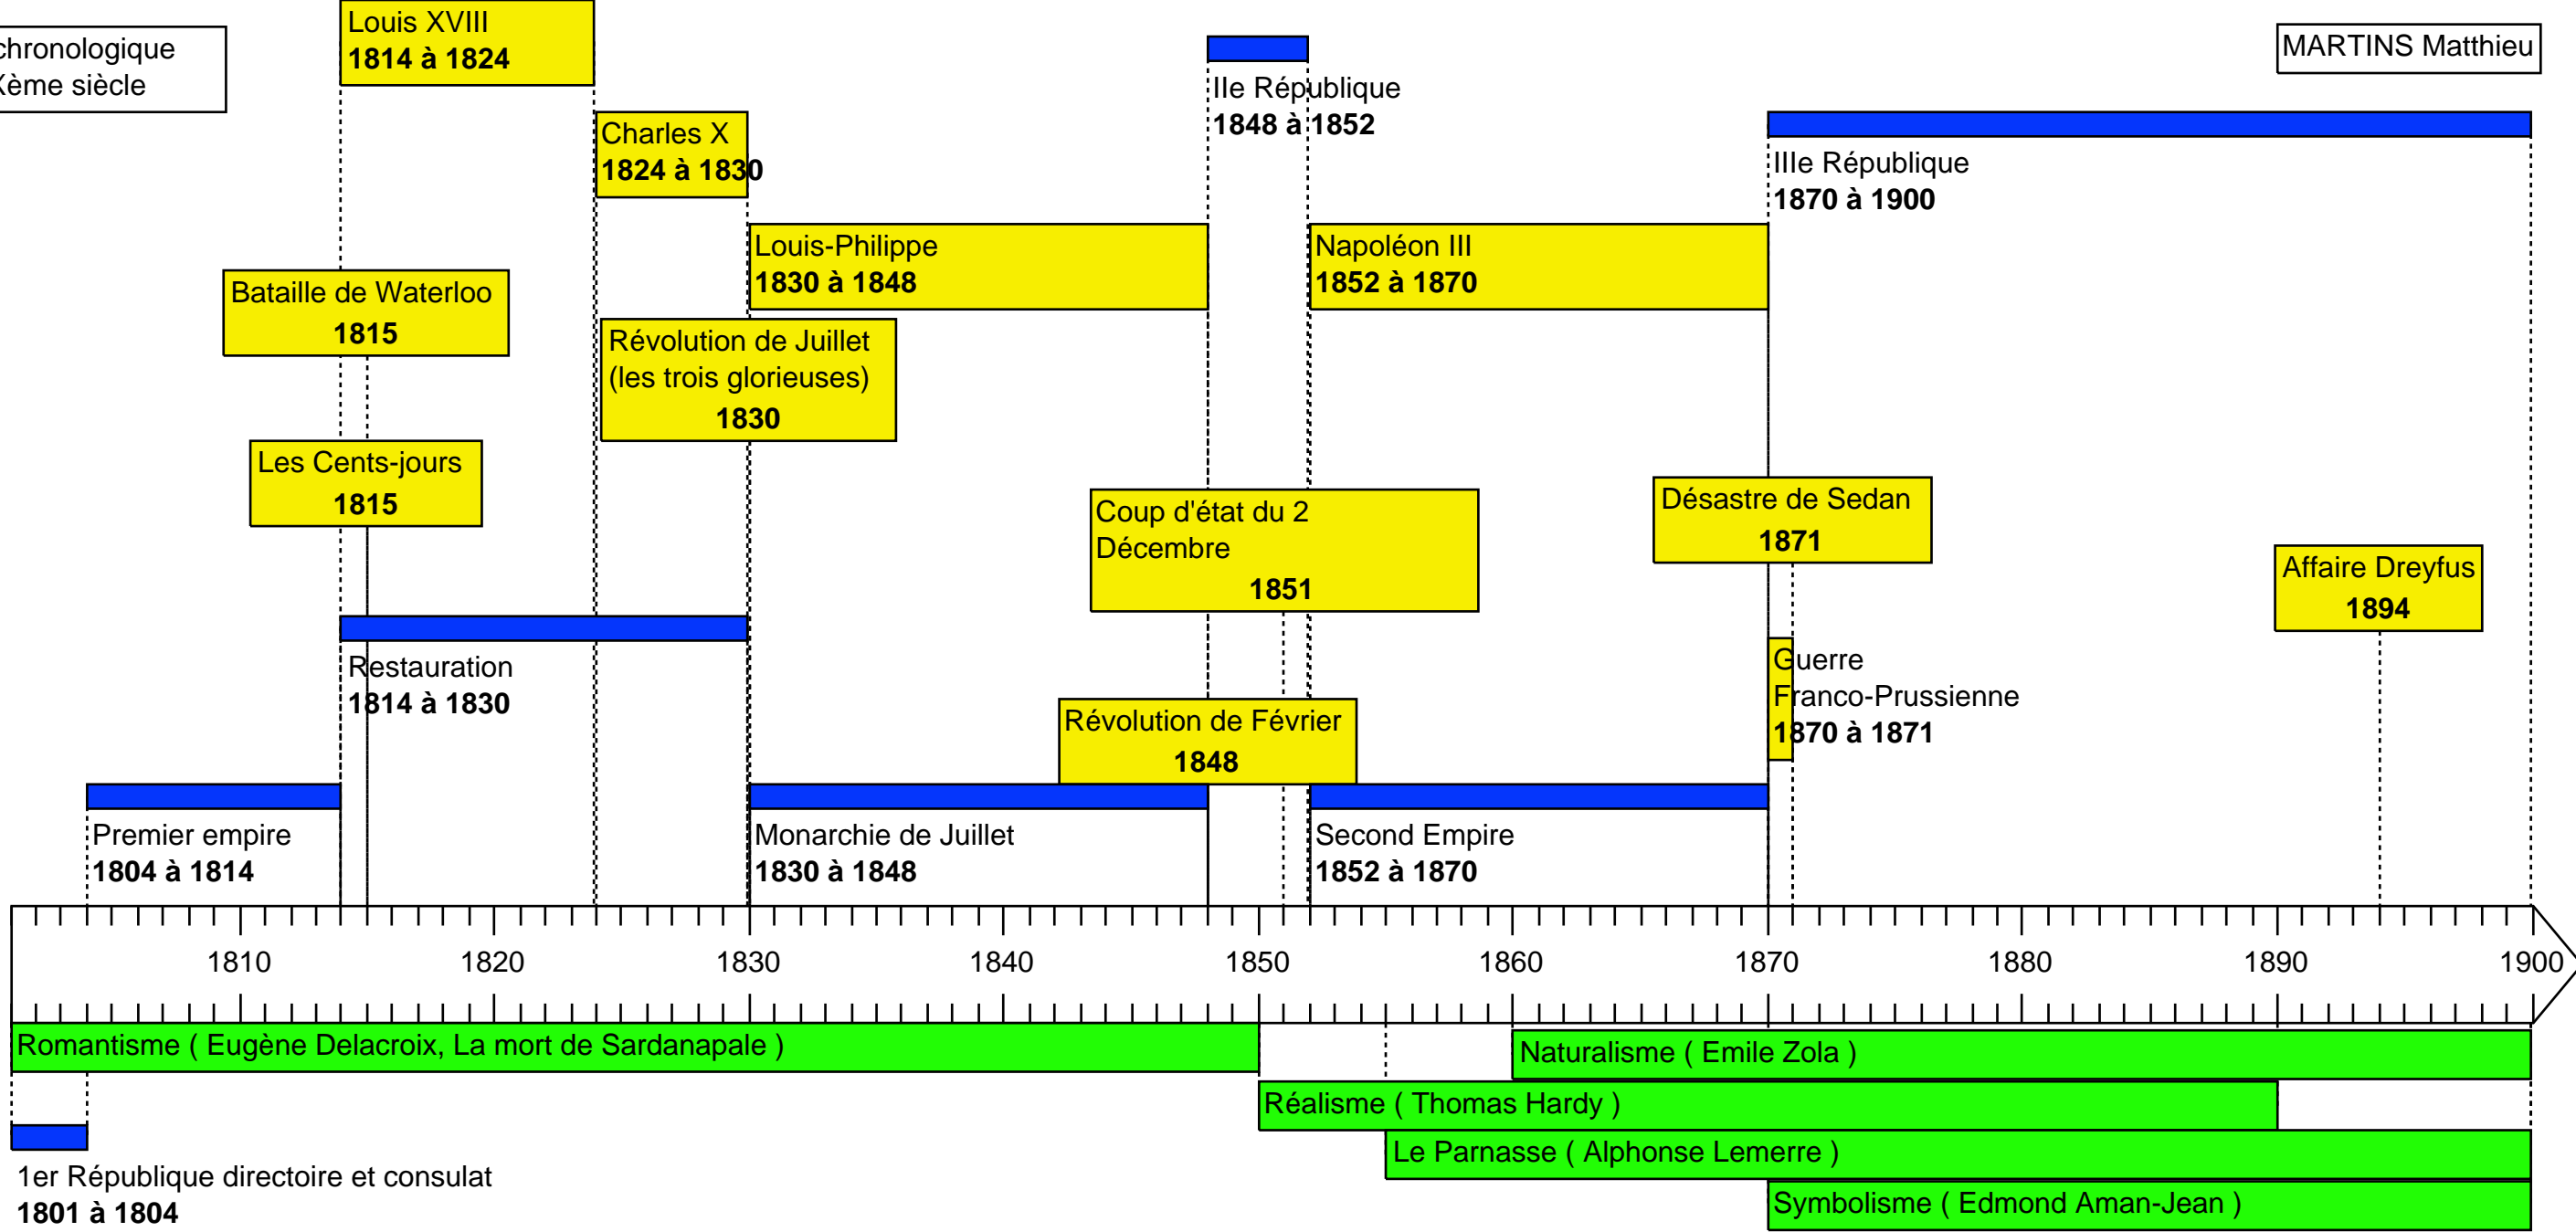 chronologique
ème siècle
Louis XVIII
1814 à 1824
MARTINS Matthieu
IIe République
1848 à 1852
Charles X
1824 à 1830
IIIe République
1870 à 1900
Louis-Philippe
1830 à 1848
Napoléon III
1852 à 1870
Bataille de Waterloo
1815
Révolution de Juillet
(les trois glorieuses)
1830
Les Cents-jours
1815
Coup d'état du 2
Décembre
1851
Désastre de Sedan
1871
Affaire Dreyfus
1894
Restauration
1814 à 1830
Guerre
Franco-Prussienne
1870 à 1871
Révolution de Février
1848
Premier empire
1804 à 1814
Monarchie de Juillet
1830 à 1848
Second Empire
1852 à 1870
1810 1820 1830 1840 1850 1860 1870 1880 1890 1900
Romantisme ( Eugène Delacroix, La mort de Sardanapale )
Naturalisme ( Emile Zola )
Réalisme ( Thomas Hardy )
Le Parnasse ( Alphonse Lemerre )
1er République directoire et consulat
1801 à 1804
Symbolisme ( Edmond Aman-Jean )